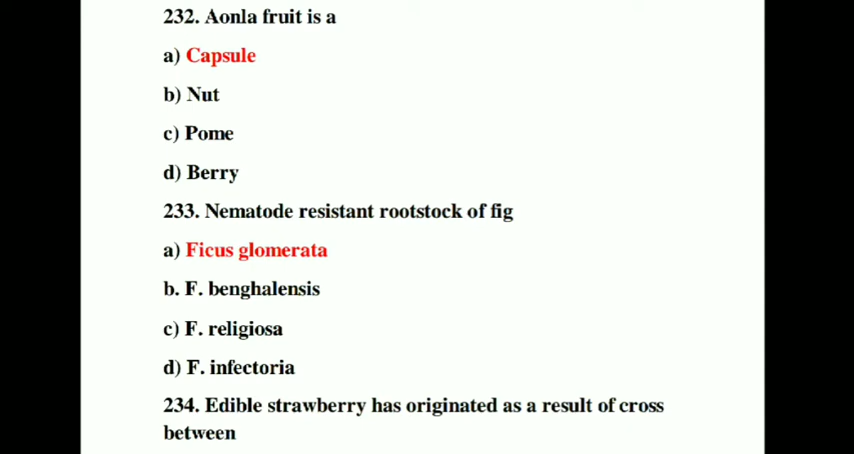 232. Aonla fruit is a
a) Capsule
b) Nut
c) Pome
d) Berry
233. Nematode resistant rootstock of fig
a) Ficus glomerata
b. F. benghalensis
c) F. religiosa
d) F. infectoria
234. Edible strawberry has originated as a result of cross
between